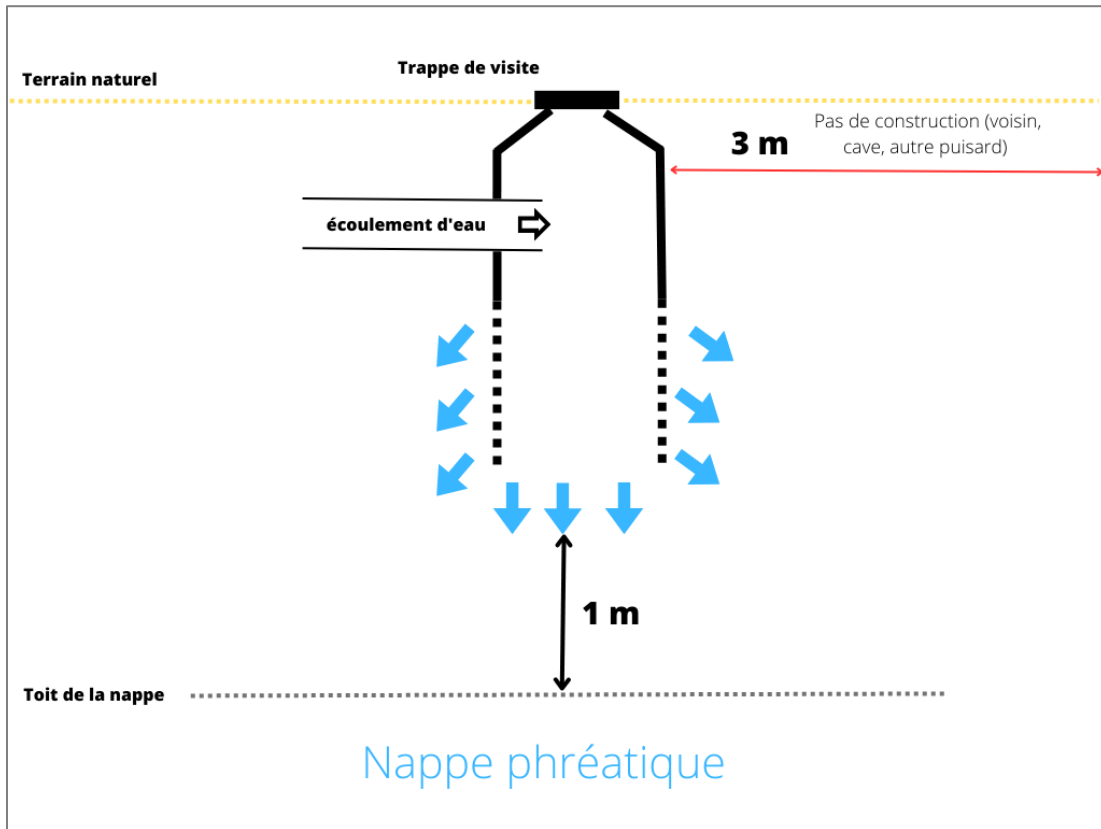 Terrain naturel
Trappe de visite
3 m
Pas de construction (voisin,
cave, autre puisard)
écoulement d'eau
1 m
Toit de la nappe
Nappe phréatique